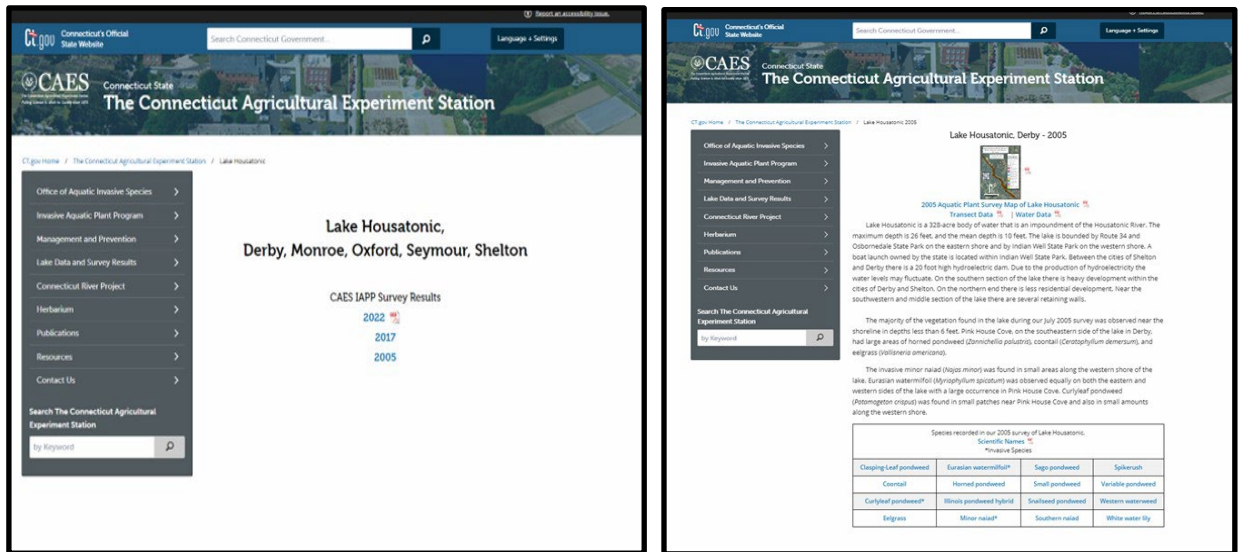 Report an accessibility issue.
Ct.gov Connecticut's Official
State Website
Search Connecticut Government...
Language + Settings
CAES
Connecticut State
The Connecticut Agricultural Experiment Station
CT.gov Home / The Connecticut Agricultural Experiment Station / Lake Housatonic
Office of Aquatic Invasive Species
Invasive Aquatic Plant Program
Management and Prevention
Lake Data and Survey Results
Connecticut River Project
Herbarium
Publications
Resources
Contact Us
Search The Connecticut Agricultural
Experiment Station
by Keyword
Lake Housatonic,
Derby, Monroe, Oxford, Seymour, Shelton
CAES IAPP Survey Results
2022
2017
2005
Ct.gov Connecticut's Official
State Website
Search Connecticut Government...
Language + Settings
CAES
Connecticut State
The Connecticut Agricultural Experiment Station
CT.gov Home / The Connecticut Agricultural Experiment Station / Lake Housatonic 2005
Office of Aquatic Invasive Species
Invasive Aquatic Plant Program
Management and Prevention
Lake Data and Survey Results
Connecticut River Project
Herbarium
Publications
Resources
Contact Us
Search The Connecticut Agricultural
Experiment Station
by Keyword
Lake Housatonic, Derby - 2005
2005 Aquatic Plant Survey Map of Lake Housatonic
Transect Data | Water Data
Lake Housatonic is a 328-acre body of water that is an impoundment of the Housatonic River. The
maximum depth is 26 feet, and the mean depth is 10 feet. The lake is bounded by Route 34 and
Osbornedale State Park on the eastern shore and by Indian Well State Park on the western shore. A
boat launch owned by the state is located within Indian Well State Park. Between the cities of Shelton
and Derby there is a 20 foot high hydroelectric dam. Due to the production of hydroelectricity the
water levels may fluctuate. On the southern section of the lake there is heavy development within the
cities of Derby and Shelton. On the northern end there is less residential development. Near the
southwestern and middle section of the lake there are several retaining walls.
The majority of the vegetation found in the lake during our July 2005 survey was observed near the
shoreline in depths less than 6 feet. Pink House Cove, on the southeastern side of the lake in Derby,
had large areas of horned pondweed (Zannichellia palustris), coontail (Ceratophyllum demersum), and
eelgrass (Vallisneria americana).
The invasive minor naiad (Najas minor) was found in small areas along the western shore of the
lake. Eurasian watermilfoil (Myriophyllum spicatum) was observed equally on both the eastern and
western sides of the lake with a large occurrence in Pink House Cove. Curlyleaf pondweed
(Potamogeton crispus) was found in small patches near Pink House Cove and also in small amounts
along the western shore.
Species recorded in our 2005 survey of Lake Housatonic.
Scientific Names
*Invasive Species
Clasping-Leaf pondweed Eurasian watermilfoil* Sago pondweed Spikerush
Coontail Horned pondweed Small pondweed Variable pondweed
Curlyleaf pondweed* Illinois pondweed hybrid Snailseed pondweed Western waterweed
Eelgrass Minor naiad* Southern naiad White water lily